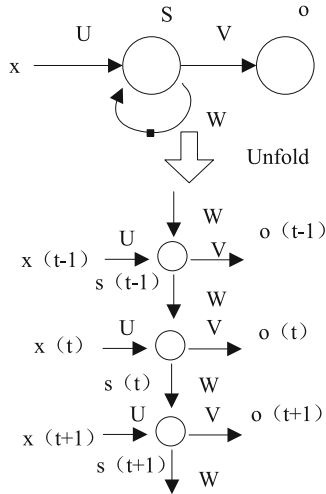 S
o
U
V
x
W
Unfold
W
o (t-1)
U
V
x (t-1)
s (t-1)
W
U
V
o (t)
x (t)
s (t)
W
U
V
o (t+1)
x (t+1)
s (t+1)
W